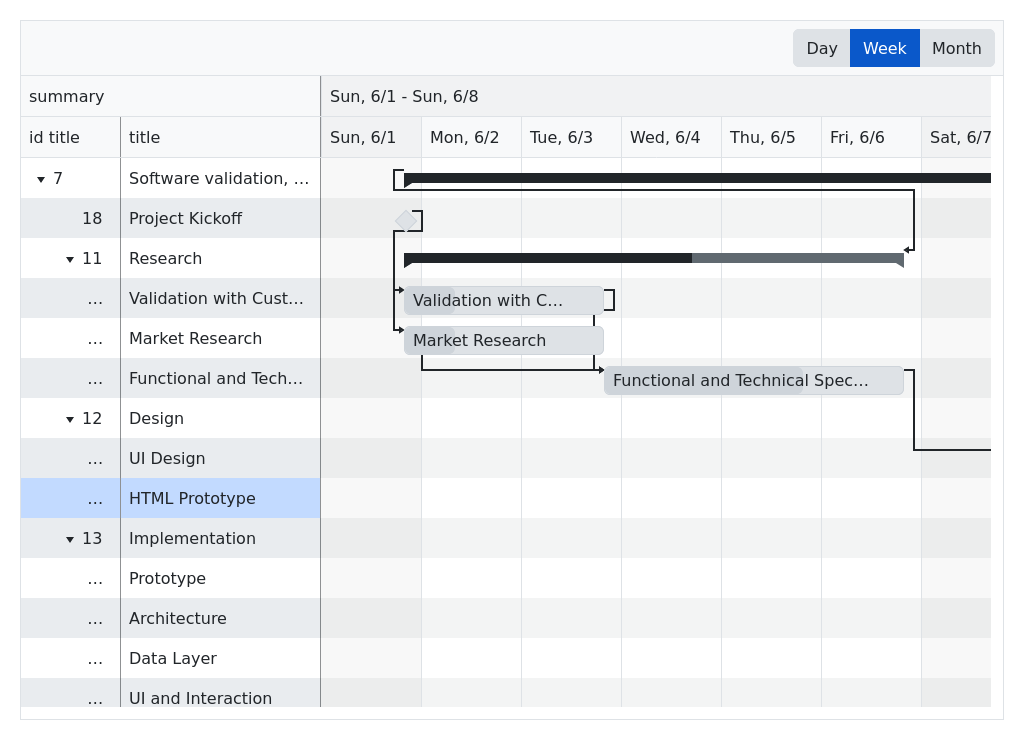 Day Week Month
summary Sun, 6/1 - Sun, 6/8
id title title Sun, 6/1 Mon, 6/2 Tue, 6/3 Wed, 6/4 Thu, 6/5 Fri, 6/6 Sat, 6/7
7 Software validation, ...
18 Project Kickoff
11 Research
... Validation with Cust... Validation with C...
... Market Research Market Research
... Functional and Tech... Functional and Technical Spec...
12 Design
... UI Design
... HTML Prototype
13 Implementation
... Prototype
... Architecture
... Data Layer
... UI and Interaction